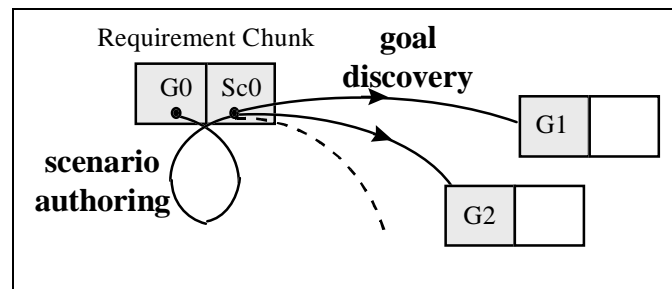 Requirement Chunk
goal
discovery
G0
Sc0
G1
scenario
authoring
G2